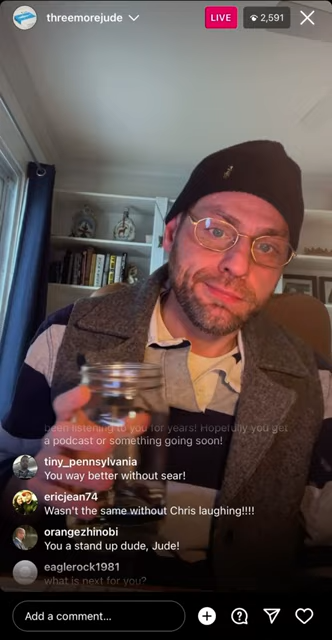 threemorejude
LIVE
2,591
been listening to you for years! Hopefully you get
a podcast or something going soon!
tiny_pennsylvania
You way better without sear!
ericjean74
Wasn't the same without Chris laughing!!!!
orangezhinobi
You a stand up dude, Jude!
eaglerock1981
what is next for you?
Add a comment...